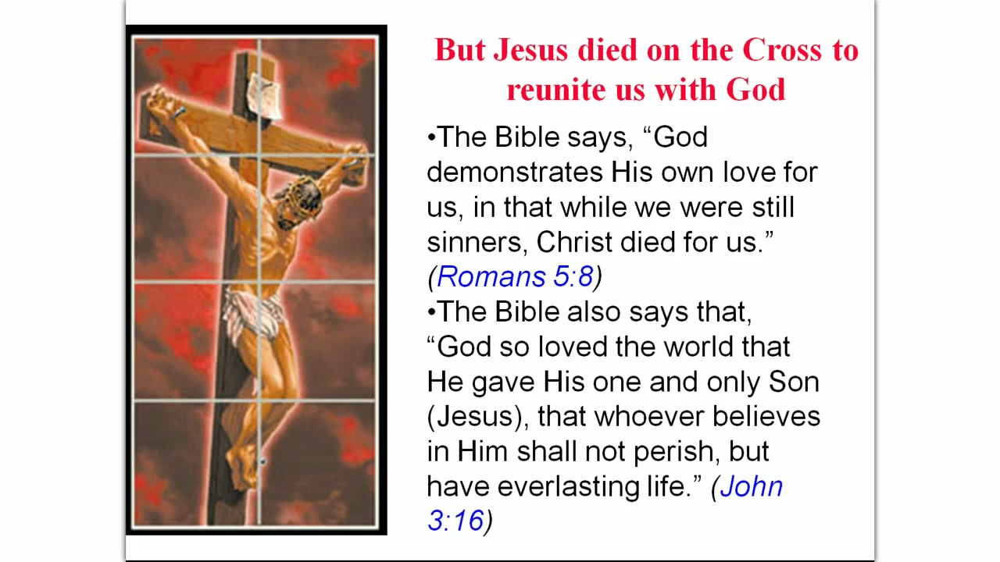 But Jesus died on the Cross to
reunite us with God
•The Bible says, “God
demonstrates His own love for
us, in that while we were still
sinners, Christ died for us.”
(Romans 5:8)
•The Bible also says that,
“God so loved the world that
He gave His one and only Son
(Jesus), that whoever believes
in Him shall not perish, but
have everlasting life.” (John
3:16)